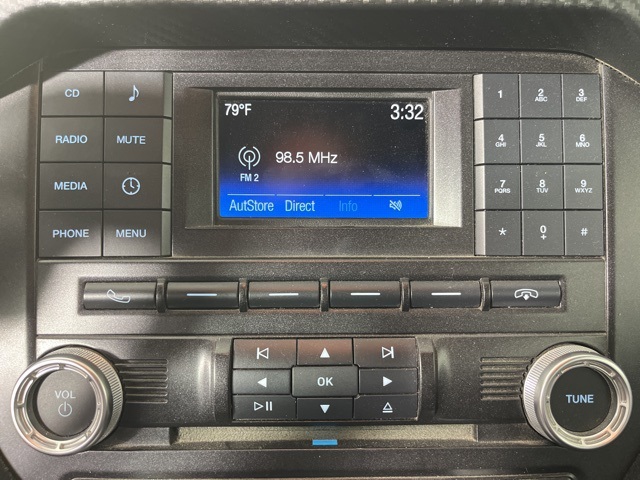 CD
RADIO MUTE
MEDIA
PHONE MENU
79°F 3:32
98.5 MHz
FM 2
AutStore Direct Info
1 2 ABC 3 DEF
4 GHI 5 JKL 6 MNO
7 PQRS 8 TUV 9 WXYZ
* 0 + #
VOL
OK
TUNE